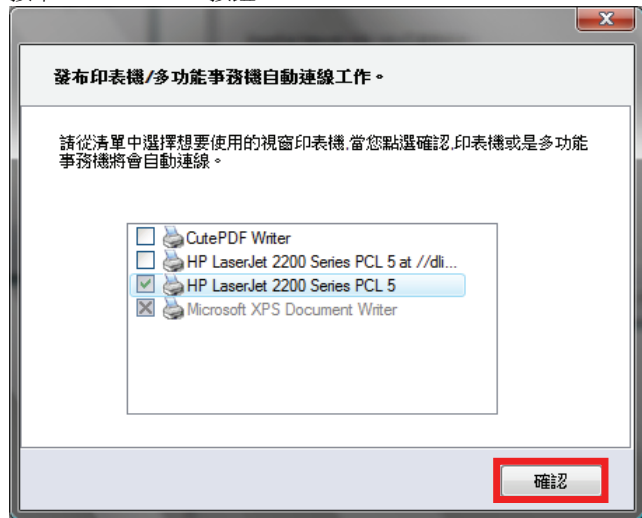 發布印表機/多功能事務機自動連線工作。
請從清單中選擇想要使用的視窗印表機,當您點選確認,印表機或是多功能
事務機將會自動連線。
CutePDF Writer
HP LaserJet 2200 Series PCL 5 at //dli...
HP LaserJet 2200 Series PCL 5
Microsoft XPS Document Writer
確認